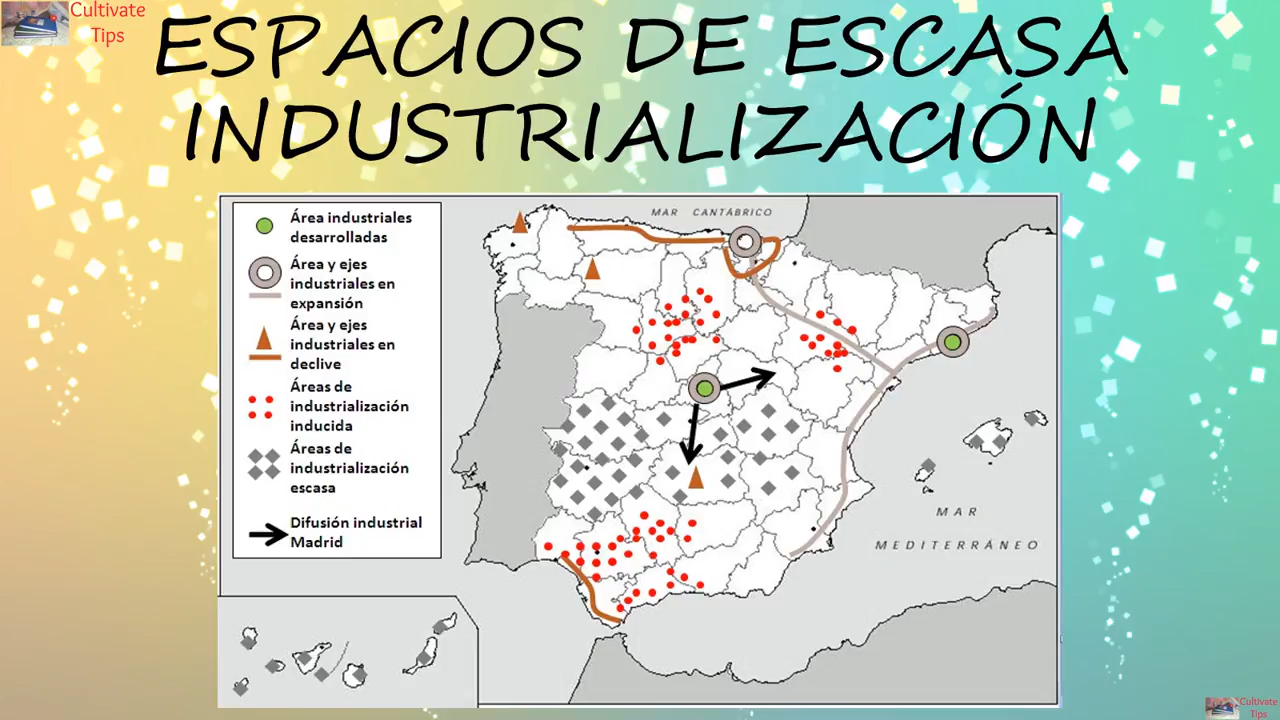 Cultivate
Tips
ESPACIOS DE ESCASA
INDUSTRIALIZACIÓN
Área industriales
desarrolladas
Área y ejes
industriales en
expansión
Área y ejes
industriales en
declive
Áreas de
industrialización
inducida
Áreas de
industrialización
escasa
Difusión industrial
Madrid
MAR CANTÁBRICO
MAR
MEDITERRÁNEO
Cultivate
Tips